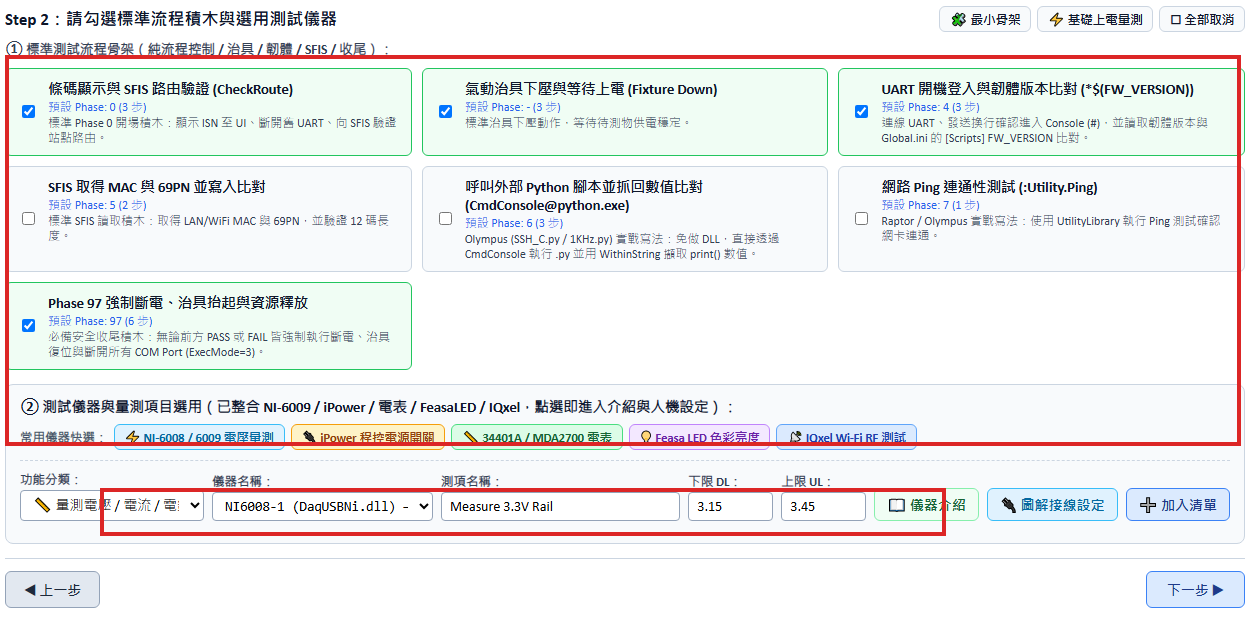 Step 2：請勾選標準流程積木與選用測試儀器
最小骨架
基礎上電量測
全部取消
① 標準測試流程骨架（純流程控制 / 治具 / 韌體 / SFIS / 收尾）：
條碼顯示與 SFIS 路由驗證 (CheckRoute)
預設 Phase: 0 (3 步)
標準 Phase 0 開場積木：顯示 ISN 至 UI、斷開舊 UART、向 SFIS 驗證
站點路由。
氣動治具下壓與等待上電 (Fixture Down)
預設 Phase: - (3 步)
標準治具下壓動作，等待待測物供電穩定。
UART 開機登入與韌體版本比對 (*$(FW_VERSION))
預設 Phase: 4 (3 步)
連線 UART、發送換行確認進入 Console (#)，並讀取韌體版本與
Global.ini 的 [Scripts] FW_VERSION 比對。
SFIS 取得 MAC 與 69PN 並寫入比對
預設 Phase: 5 (2 步)
標準 SFIS 讀取積木：取得 LAN/WiFi MAC 與 69PN，並驗證 12 碼長
度。
呼叫外部 Python 腳本並抓回數值比對
(CmdConsole@python.exe)
預設 Phase: 6 (3 步)
Olympus (SSH_C.py / 1KHz.py) 實戰寫法：免做 DLL，直接透過
CmdConsole 執行 .py 並用 WithinString 擷取 print() 數值。
網路 Ping 連通性測試 (:Utility.Ping)
預設 Phase: 7 (1 步)
Raptor / Olympus 實戰寫法：使用 UtilityLibrary 執行 Ping 測試確認
網卡連通。
Phase 97 強制斷電、治具抬起與資源釋放
預設 Phase: 97 (6 步)
必備安全收尾積木：無論前方 PASS 或 FAIL 皆強制執行斷電、治具
復位與斷開所有 COM Port (ExecMode=3)。
② 測試儀器與量測項目選用（已整合 NI-6009 / iPower / 電表 / FeasaLED / IQxel，點選即進入介紹與人機設定）：
常用儀器快選：
NI-6008 / 6009 電壓量測
iPower 程控電源開關
34401A / MDA2700 電表
Feasa LED 色彩亮度
IQxel Wi-Fi RF 測試
功能分類：
儀器名稱：
測項名稱：
下限 DL：
上限 UL：
量測電壓 / 電流 / 電
NI6008-1 (DaqUSBNi.dll) -
Measure 3.3V Rail
3.15
3.45
儀器介紹
圖解接線設定
加入清單
◀ 上一步
下一步 ▶